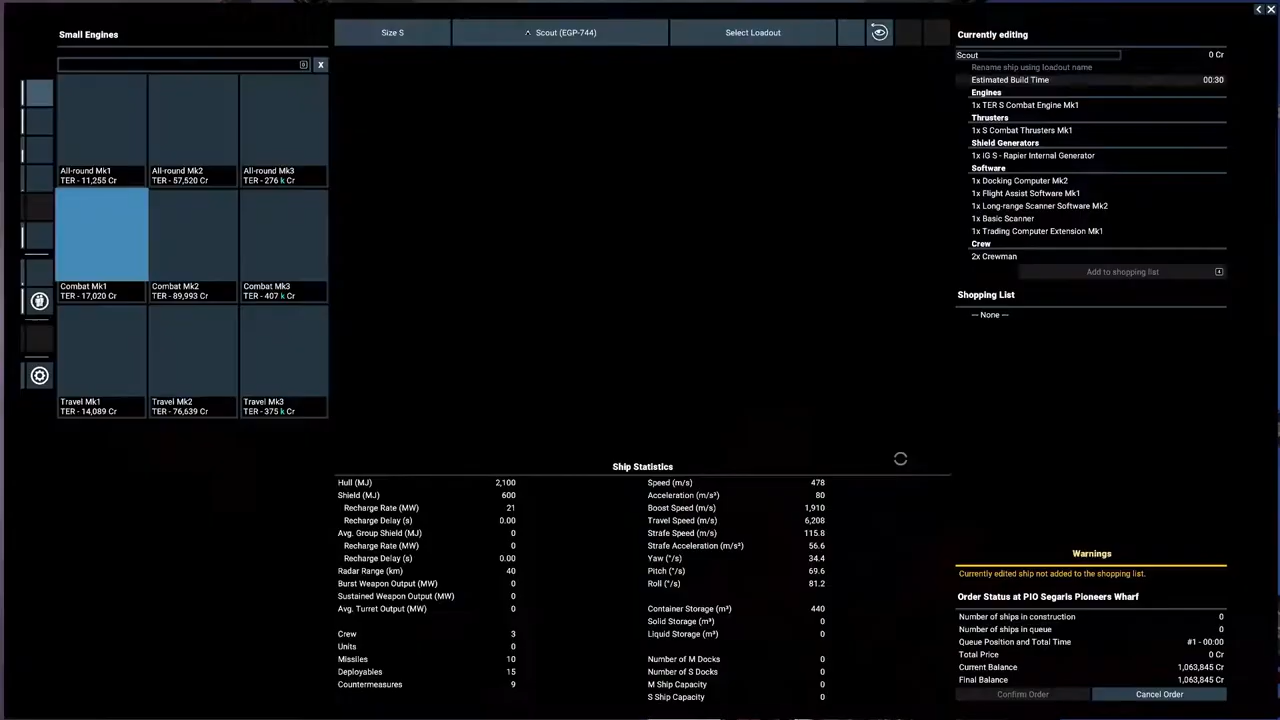 Small Engines
X
All-round Mk1
TER - 11,255 Cr
All-round Mk2
TER - 57,520 Cr
All-round Mk3
TER - 276 k Cr
Combat Mk1
TER - 17,020 Cr
Combat Mk2
TER - 89,993 Cr
Combat Mk3
TER - 407 k Cr
Travel Mk1
TER - 14,089 Cr
Travel Mk2
TER - 76,639 Cr
Travel Mk3
TER - 375 k Cr
Size S
Scout (EGP-744)
Select Loadout
Ship Statistics
Hull (MJ) 2,100
Shield (MJ) 600
Recharge Rate (MW) 21
Recharge Delay (s) 0.00
Avg. Group Shield (MJ) 0
Recharge Rate (MW) 0
Recharge Delay (s) 0.00
Radar Range (km) 40
Burst Weapon Output (MW) 0
Sustained Weapon Output (MW) 0
Avg. Turret Output (MW) 0
Crew 3
Units 0
Missiles 10
Deployables 15
Countermeasures 9
Speed (m/s) 478
Acceleration (m/s²) 80
Boost Speed (m/s) 1,910
Travel Speed (m/s) 6,208
Strafe Speed (m/s) 115.8
Strafe Acceleration (m/s²) 56.6
Yaw (°/s) 34.4
Pitch (°/s) 69.6
Roll (°/s) 81.2
Container Storage (m³) 440
Solid Storage (m³) 0
Liquid Storage (m³) 0
Number of M Docks 0
Number of S Docks 0
M Ship Capacity 0
S Ship Capacity 0
Currently editing
Scout 0 Cr
Rename ship using loadout name
Estimated Build Time 00:30
Engines
1x TER S Combat Engine Mk1
Thrusters
1x S Combat Thrusters Mk1
Shield Generators
1x IG S - Rapier Internal Generator
Software
1x Docking Computer Mk2
1x Flight Assist Software Mk1
1x Long-range Scanner Software Mk2
1x Basic Scanner
1x Trading Computer Extension Mk1
Crew
2x Crewman
Add to shopping list
Shopping List
-- None --
Warnings
Currently edited ship not added to the shopping list.
Order Status at PIO Segaris Pioneers Wharf
Number of ships in construction 0
Number of ships in queue 0
Queue Position and Total Time #1 - 00:00
Total Price 0 Cr
Current Balance 1,063,845 Cr
Final Balance 1,063,845 Cr
Confirm Order
Cancel Order